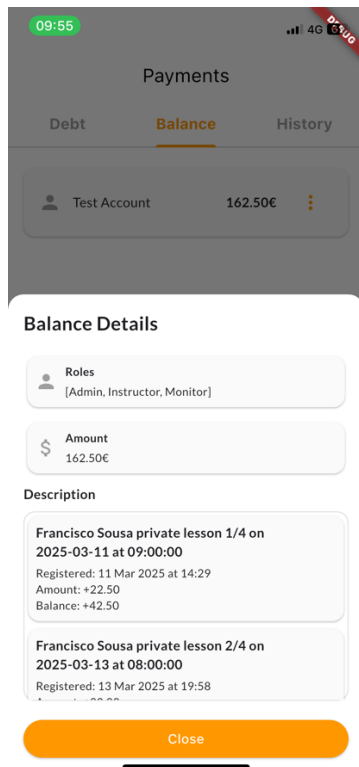 09:55
4G
DEBUG
Payments
Debt Balance History
Test Account 162.50€
Balance Details
Roles
[Admin, Instructor, Monitor]
$
Amount
162.50€
Description
Francisco Sousa private lesson 1/4 on
2025-03-11 at 09:00:00
Registered: 11 Mar 2025 at 14:29
Amount: +22.50
Balance: +42.50
Francisco Sousa private lesson 2/4 on
2025-03-13 at 08:00:00
Registered: 13 Mar 2025 at 19:58
Close